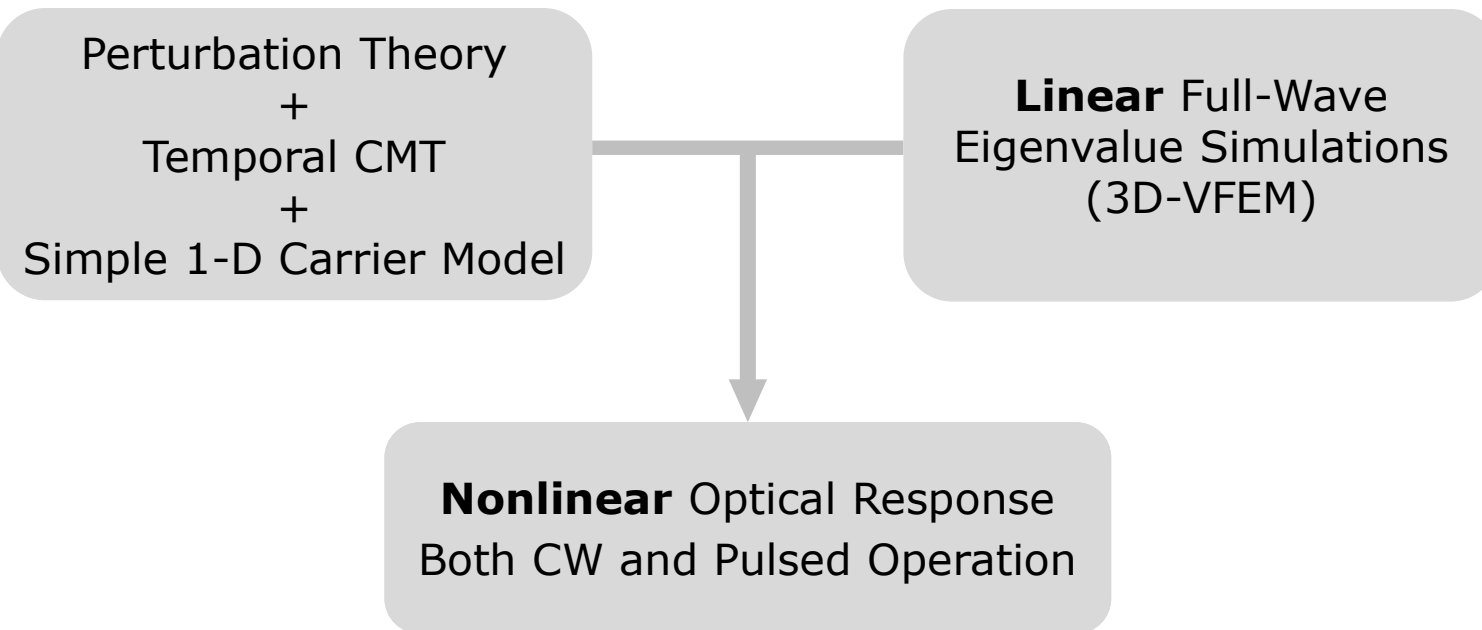 Perturbation Theory
+
Temporal CMT
+
Simple 1-D Carrier Model
Linear Full-Wave
Eigenvalue Simulations
(3D-VFEM)
Nonlinear Optical Response
Both CW and Pulsed Operation